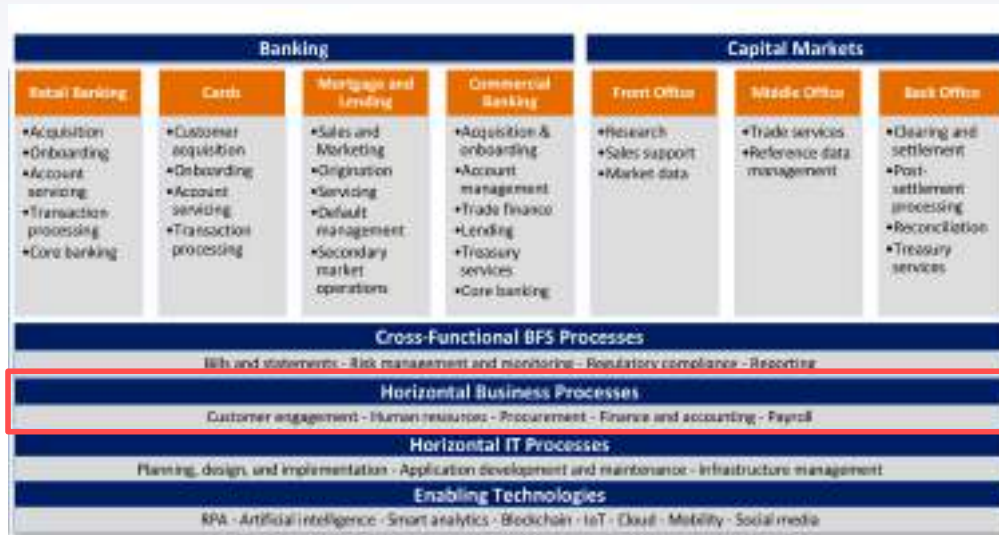 Banking
Capital Markets
Retail Banking
Cards
Mortgage and
Lending
Commercial
Banking
Front Office
Middle Office
Back Office
•Acquisition
•Onboarding
•Account
servicing
•Transaction
processing
•Core banking
•Customer
acquisition
•Onboarding
•Account
servicing
•Transaction
processing
•Sales and
Marketing
•Origination
•Servicing
•Default
management
•Secondary
market
operations
•Acquisition &
onboarding
•Account
management
•Trade finance
•Lending
•Treasury
services
•Core banking
•Research
•Sales support
•Market data
•Trade services
•Reference data
management
•Clearing and
settlement
•Post-
settlement
processing
•Reconciliation
•Treasury
services
Cross-Functional BFS Processes
Bills and statements - Risk management and monitoring - Regulatory compliance - Reporting
Horizontal Business Processes
Customer engagement - Human resources - Procurement - Finance and accounting - Payroll
Horizontal IT Processes
Planning, design, and implementation - Application development and maintenance - Infrastructure management
Enabling Technologies
RPA - Artificial intelligence - Smart analytics - Blockchain - IoT - Cloud - Mobility - Social media